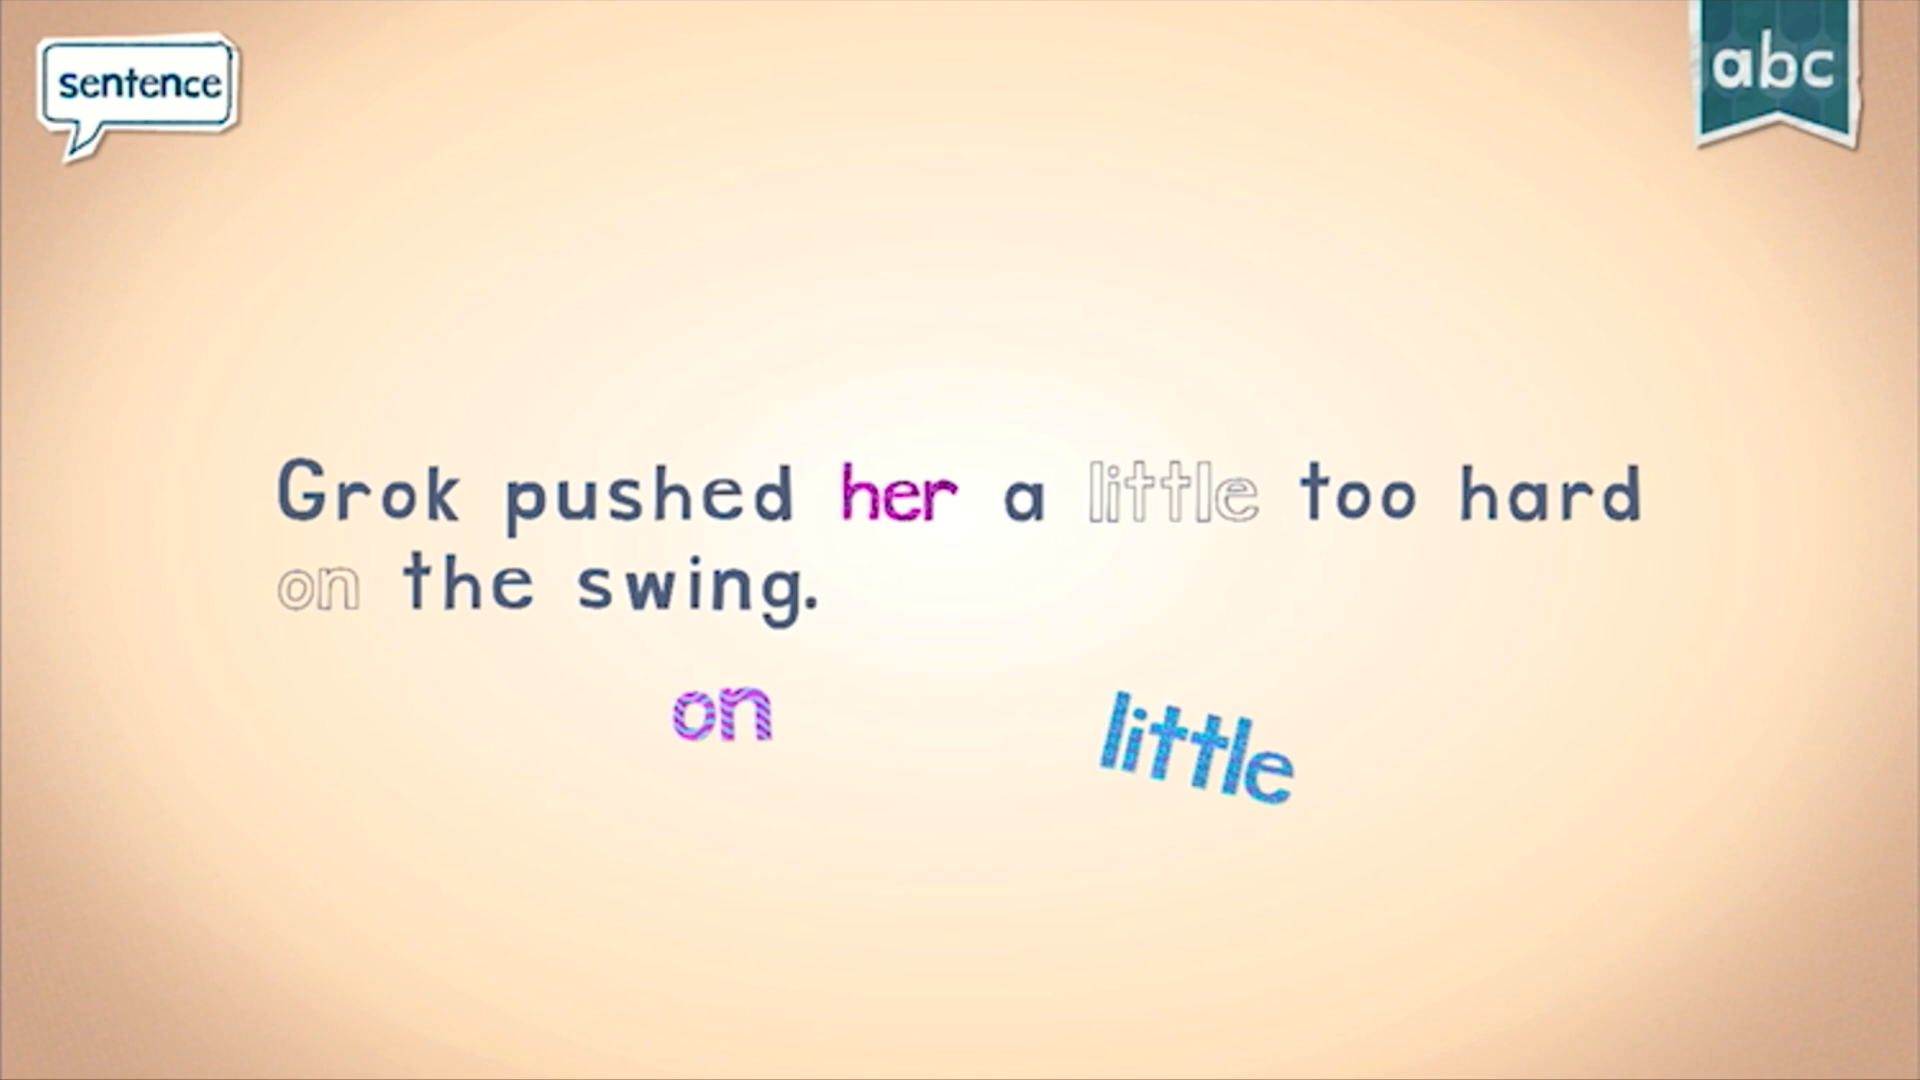 sentence
abc
Grok pushed her a little too hard
on the swing.
on
little